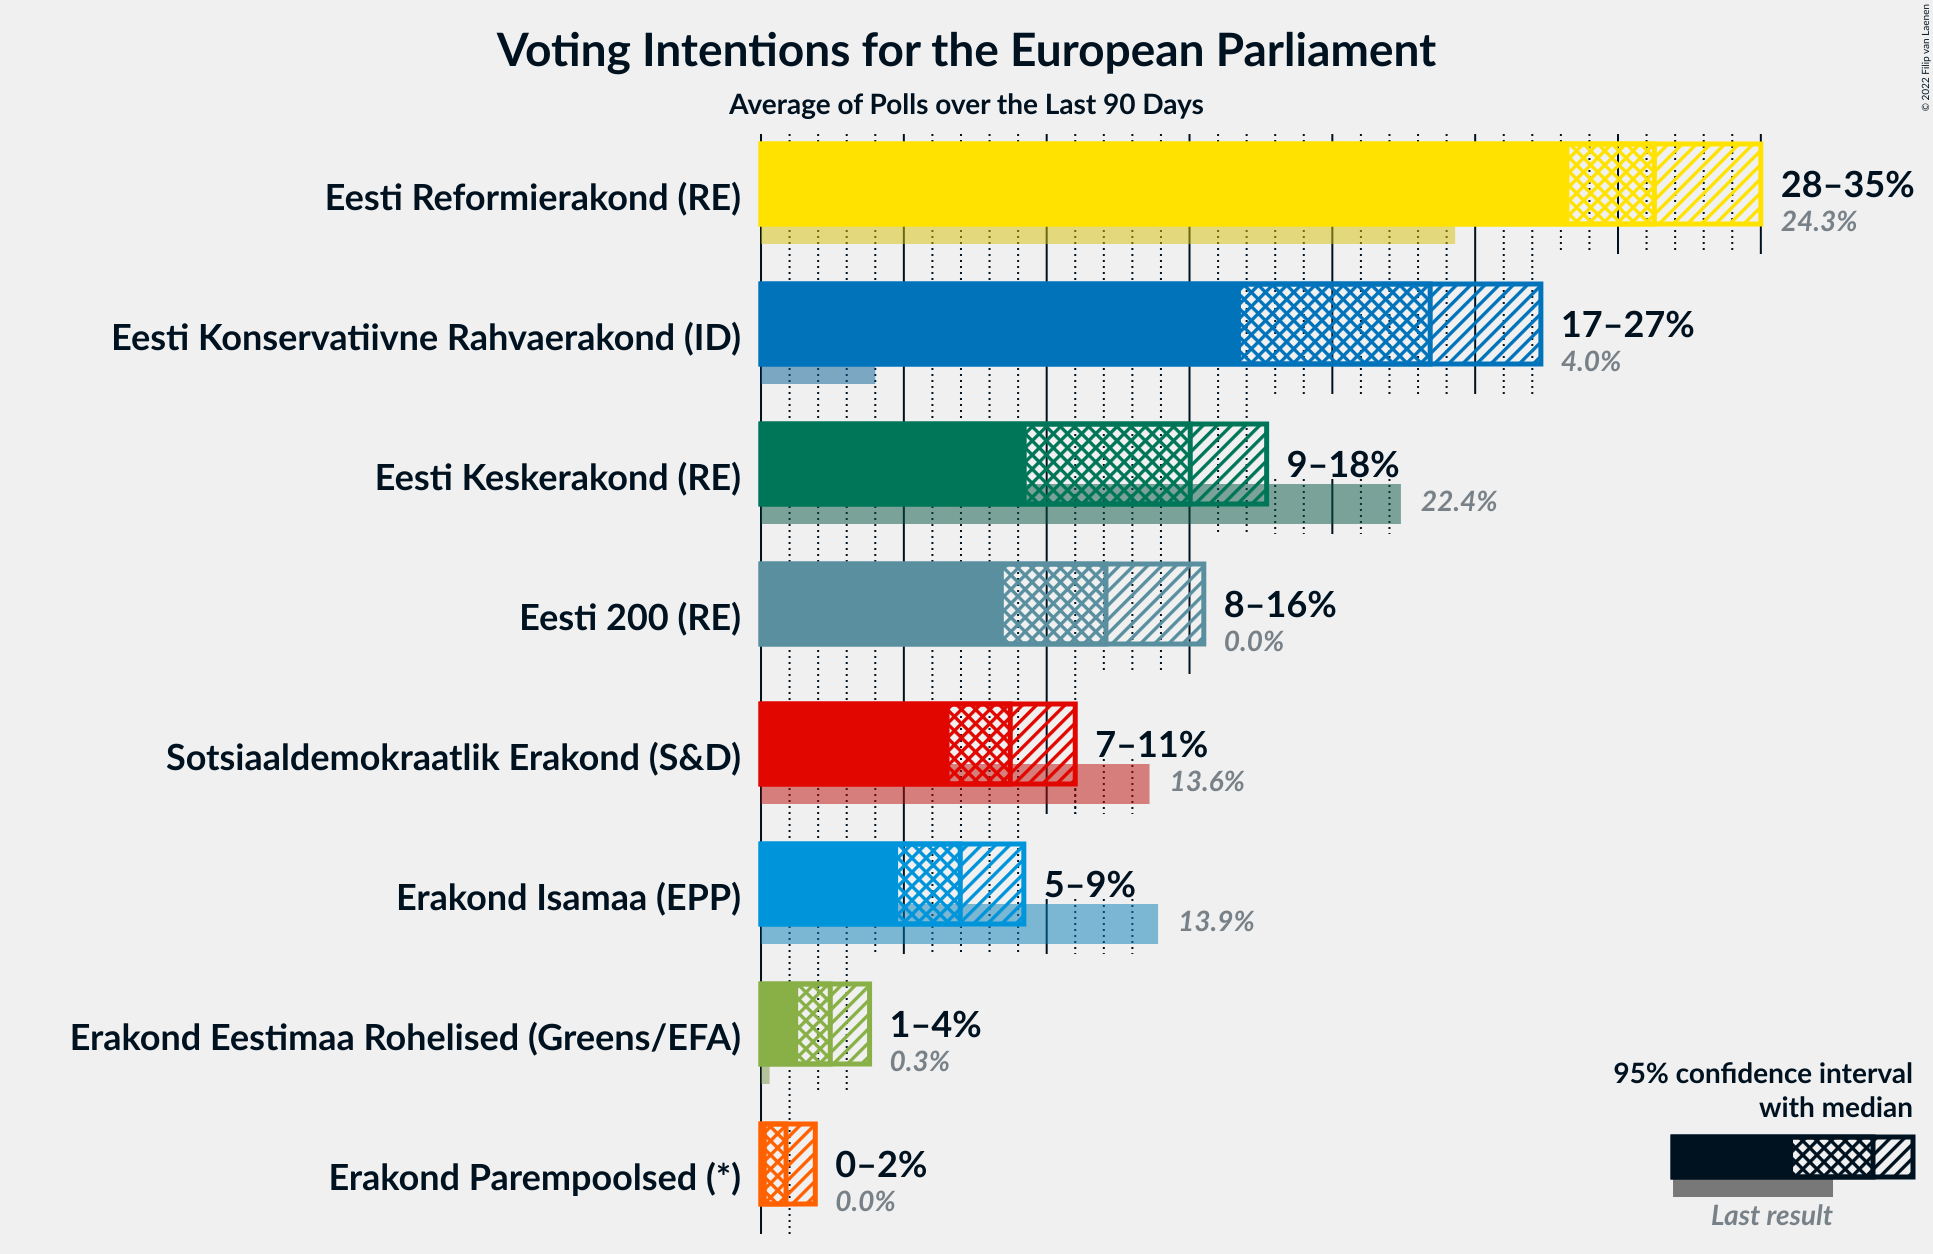 Voting Intentions for the European Parliament
Average of Polls over the Last 90 Days
© 2022 Filip van Laenen
Eesti Reformierakond (RE)
28–35%
24.3%
Eesti Konservatiivne Rahvaerakond (ID)
17–27%
4.0%
Eesti Keskerakond (RE)
9–18%
22.4%
Eesti 200 (RE)
8–16%
0.0%
Sotsiaaldemokraatlik Erakond (S&D)
7–11%
13.6%
Erakond Isamaa (EPP)
5–9%
13.9%
Erakond Eestimaa Rohelised (Greens/EFA)
1–4%
0.3%
Erakond Parempoolsed (*)
0–2%
0.0%
95% confidence interval
with median
Last result